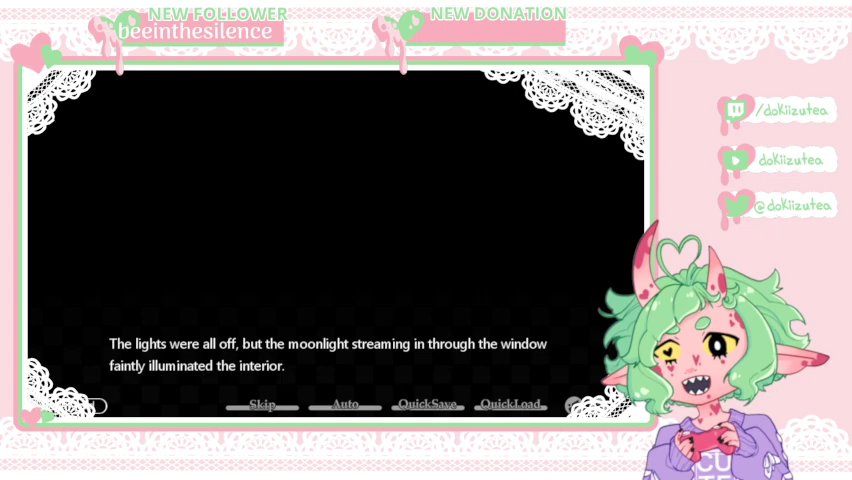 NEW FOLLOWER
beeinthesilence
NEW DONATION
/dokiizutea
dokiizutea
@dokiizutea
The lights were all off, but the moonlight streaming in through the window
faintly illuminated the interior.
Skip
Auto
QuickSave
QuickLoad
CU